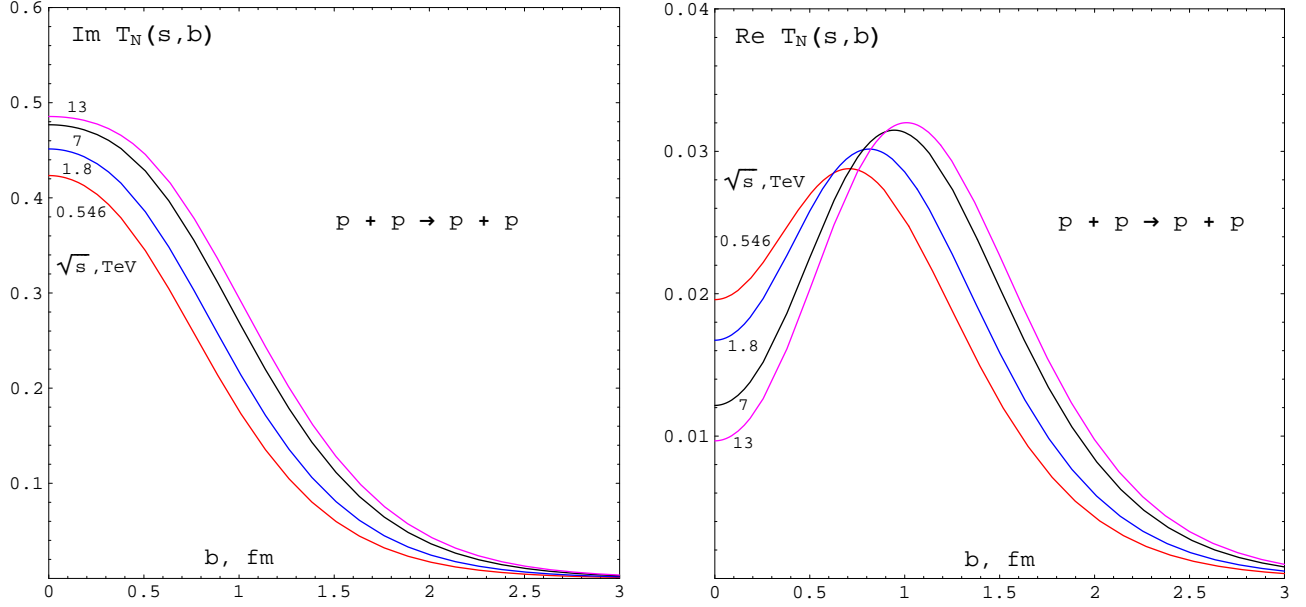 0.6
Im T_N(s,b)
0.5
13
7
1.8
0.4
0.546
p + p → p + p
√s,TeV
0.3
0.2
0.1
b, fm
0 0.5 1 1.5 2 2.5 3
0.04
Re T_N(s,b)
0.03
√s,TeV
0.546
p + p → p + p
0.02
1.8
7
13
0.01
b, fm
0 0.5 1 1.5 2 2.5 3